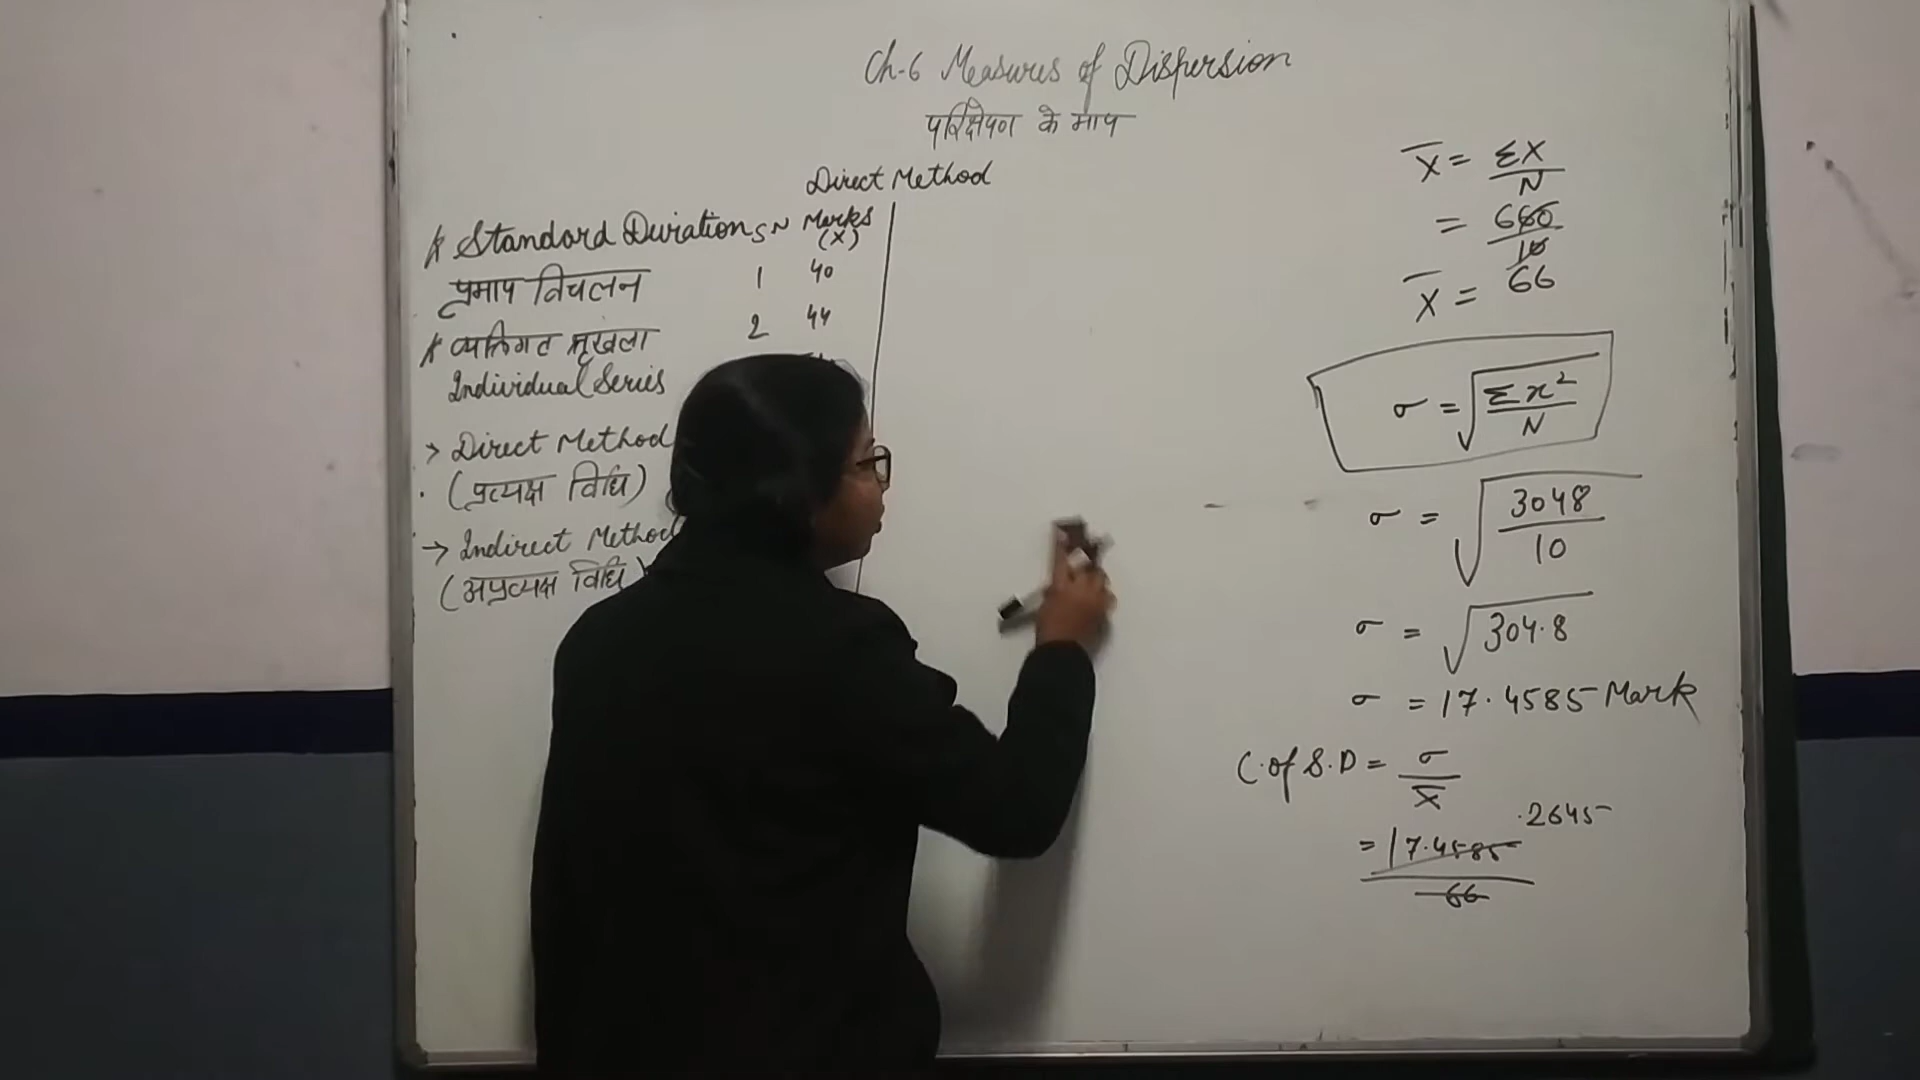 Ch-6 Measures of Dispersion
परिक्षेपण के माप
Direct Method
* Standard Diviation
प्रमाप विचलन
* व्यक्तिगत श्रृखला
Individual Series
> Direct Method
(प्रत्यक्ष विधि)
→ Indirect Method
(अप्रत्यक्ष विधि)
SN Marks
(X)
1 40
2 44
X̄ = ΣX
N
= 660
10
X̄ = 66
σ = √Σx²
N
σ = √3048
10
σ = √304.8
σ = 17.4585 Mark
C. of S.D = σ
X̄
= 17.4585 .2645
66